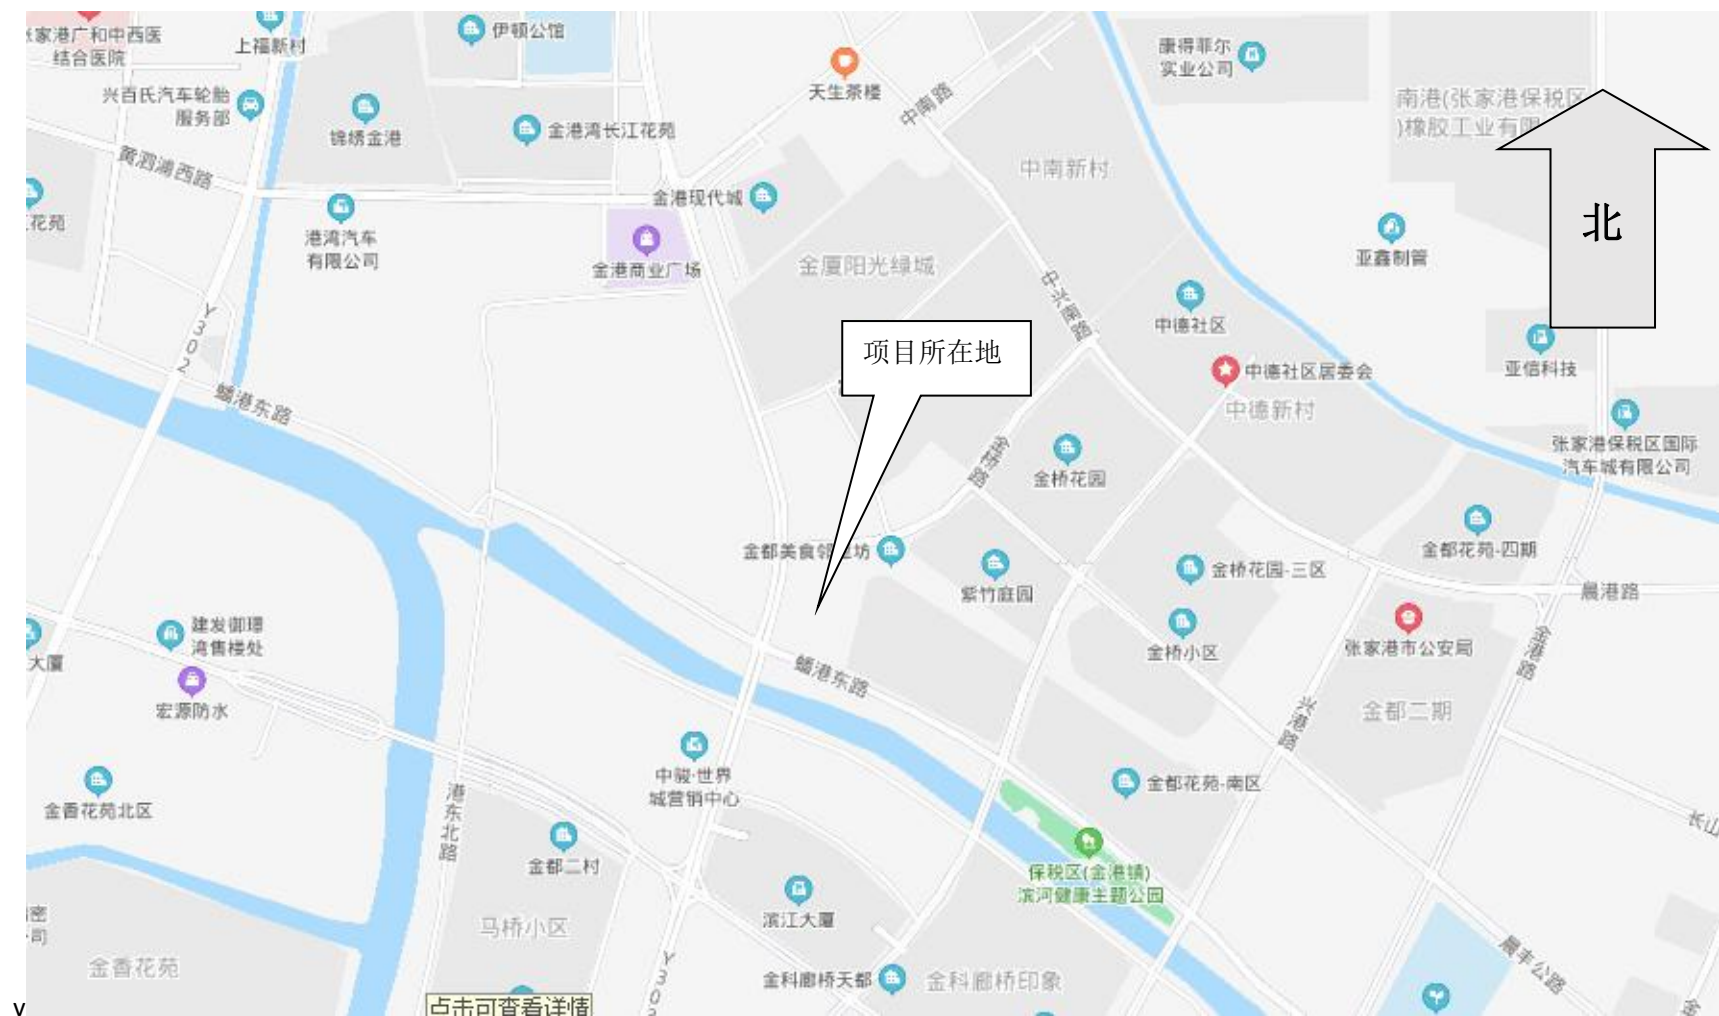 张家港广和中西医
结合医院
上福新村
伊顿公馆
天生茶楼
康得菲尔
实业公司
兴百氏汽车轮胎
服务部
锦绣金港
金港湾长江花苑
中南路
南港(张家港保税区
)橡胶工业有限
黄泗浦西路
中南新村
金港现代城
北
花苑
港湾汽车
有限公司
金港商业广场
金厦阳光绿城
亚鑫制管
中兴南路
中德社区
Y302
项目所在地
中德社区居委会
亚信科技
蟠港东路
中德新村
金桥路
金桥花园
张家港保税区国际
汽车城有限公司
金都美食邻里坊
金都花苑-四期
紫竹庭园
金桥花园-三区
晨港路
建发御璟
湾售楼处
大厦
金桥小区
张家港市公安局
金港路
蟠港东路
宏源防水
兴港路
金都二期
中骏·世界
城营销中心
金都花苑-南区
金香花苑北区
港东北路
长山
金都二村
保税区(金港镇)
滨河健康主题公园
滨江大厦
密
司
马桥小区
晨丰公路
金香花苑
Y30
金科廊桥天都
金科廊桥印象
金
点击可查看详情
y